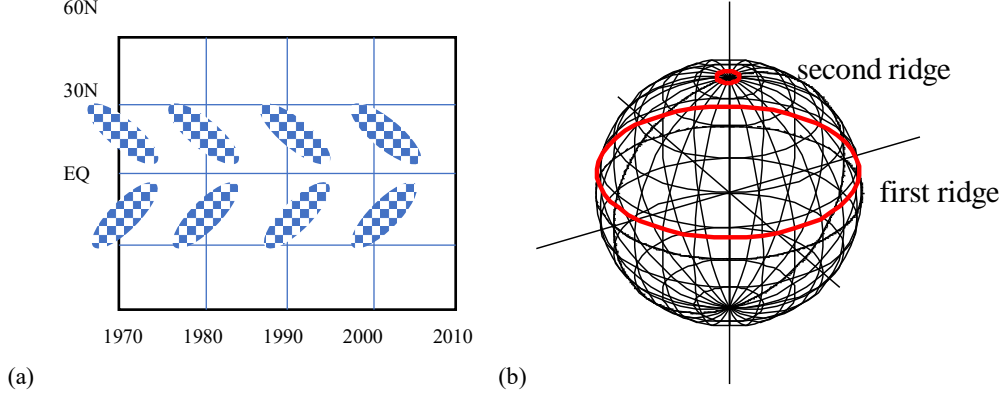 60N
30N
EQ
1970 1980 1990 2000 2010
(a)
second ridge
first ridge
(b)